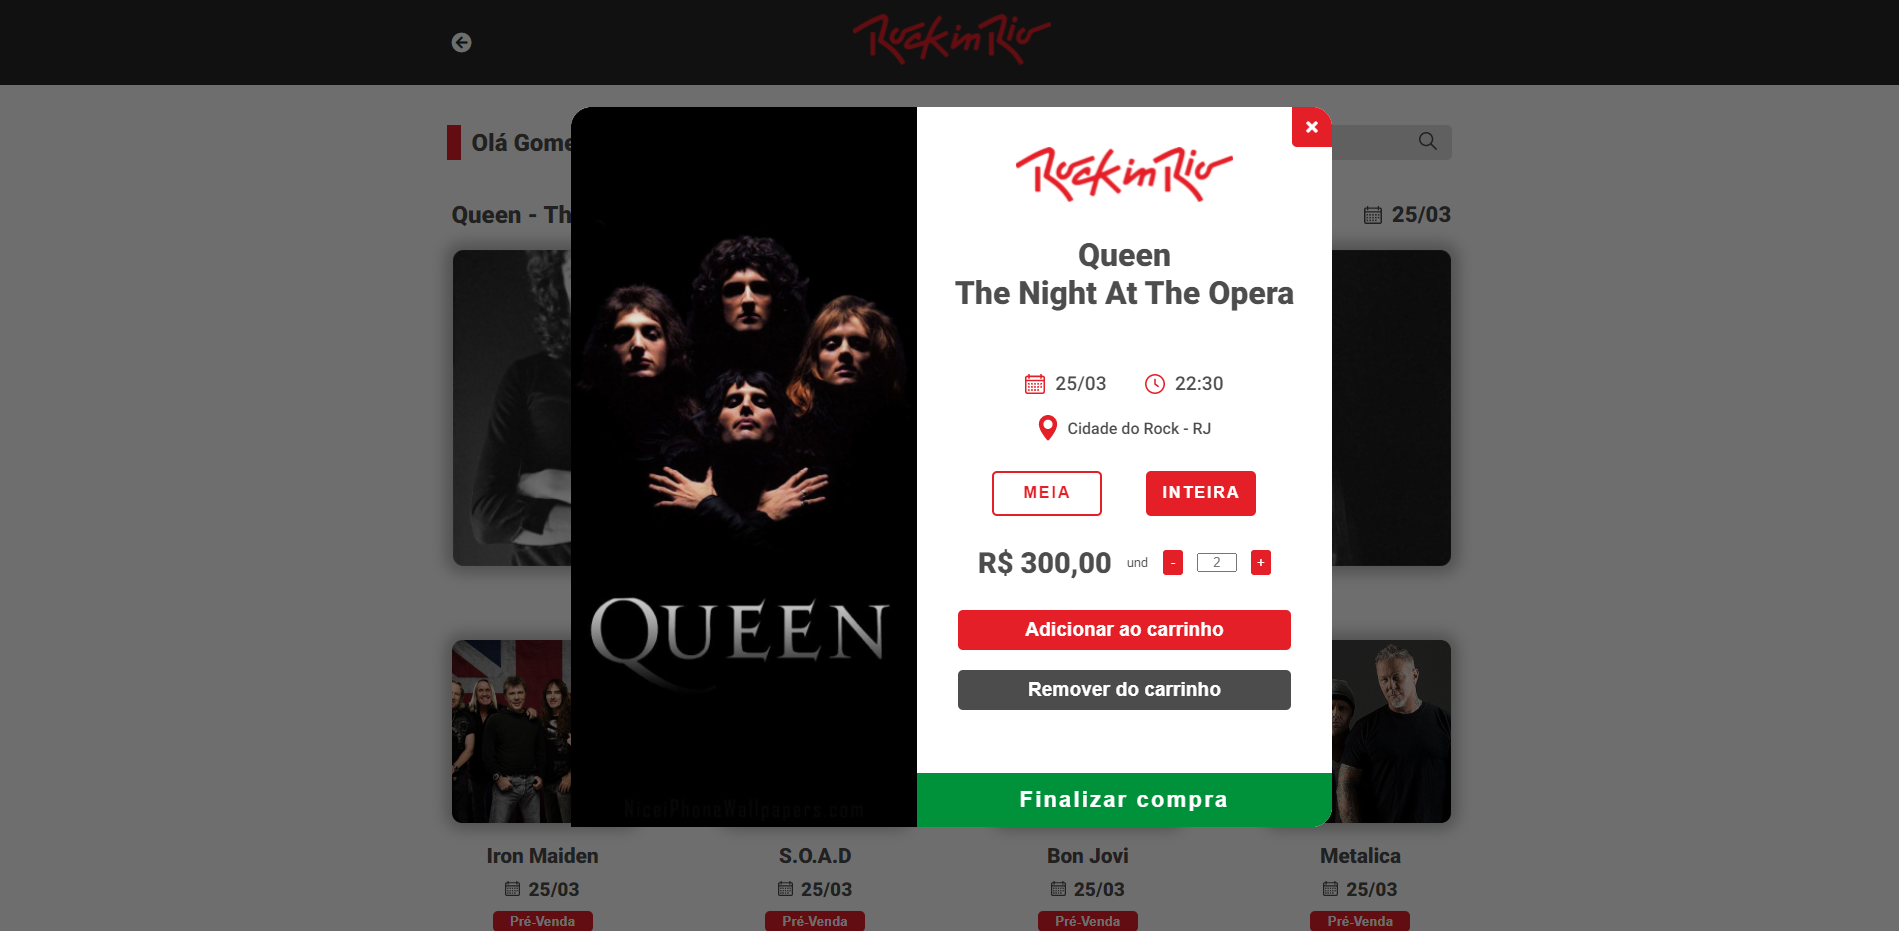 Rock in Rio
Olá Gome
Queen - Th
25/03
Rock in Rio
Queen
The Night At The Opera
25/03
22:30
Cidade do Rock - RJ
MEIA
INTEIRA
R$ 300,00 und - 2 +
Adicionar ao carrinho
Remover do carrinho
Finalizar compra
QUEEN
NiceiPhoneWallpapers.com
Iron Maiden
25/03
Pré-Venda
S.O.A.D
25/03
Pré-Venda
Bon Jovi
25/03
Pré-Venda
Metalica
25/03
Pré-Venda